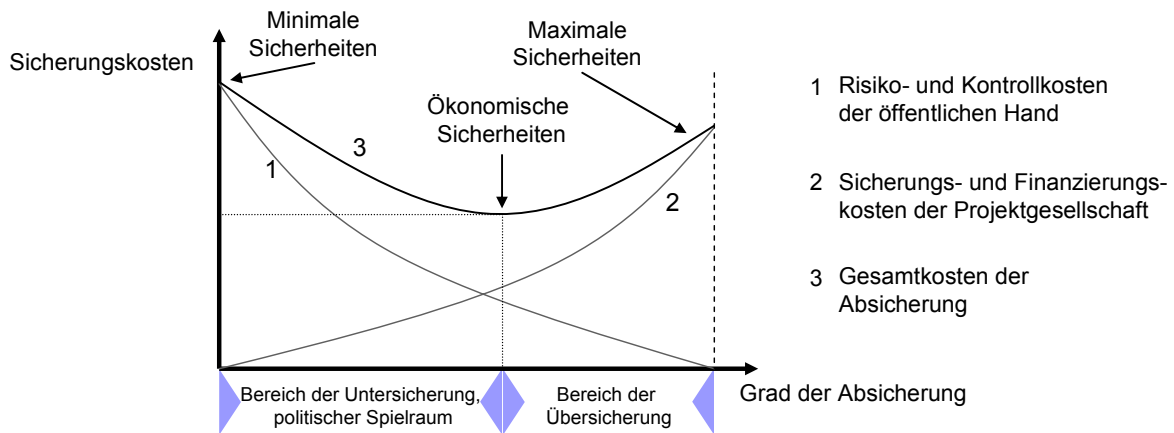 Minimale
Sicherheiten
Sicherungskosten
Maximale
Sicherheiten
Ökonomische
Sicherheiten
3
1
2
1 Risiko- und Kontrollkosten
der öffentlichen Hand
2 Sicherungs- und Finanzierungs-
kosten der Projektgesellschaft
3 Gesamtkosten der
Absicherung
Bereich der Untersicherung,
politischer Spielraum
Bereich der
Übersicherung
Grad der Absicherung